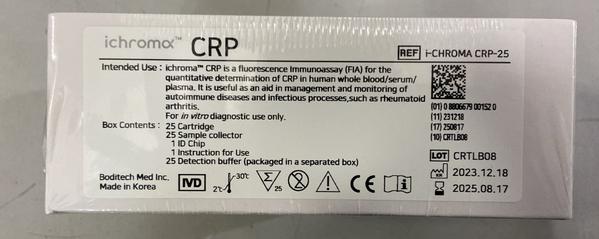 ichroma™ CRP
REF i-CHROMA CRP-25
Intended Use : ichroma™ CRP is a fluorescence Immunoassay (FIA) for the
quantitative determination of CRP in human whole blood/serum/
plasma. It is useful as an aid in management and monitoring of
autoimmune diseases and infectious processes,such as rheumatoid
arthritis.
For in vitro diagnostic use only.
Box Contents : 25 Cartridge
25 Sample collector
1 ID Chip
1 Instruction for Use
25 Detection buffer (packaged in a separated box)
(01) 0 8806679 00152 0
(11) 231218
(17) 250817
(10) CRTLB08
LOT CRTLB08
2023.12.18
2025.08.17
Boditech Med Inc.
Made in Korea
IVD
2℃ 30℃
Σ 25
2
CE
i